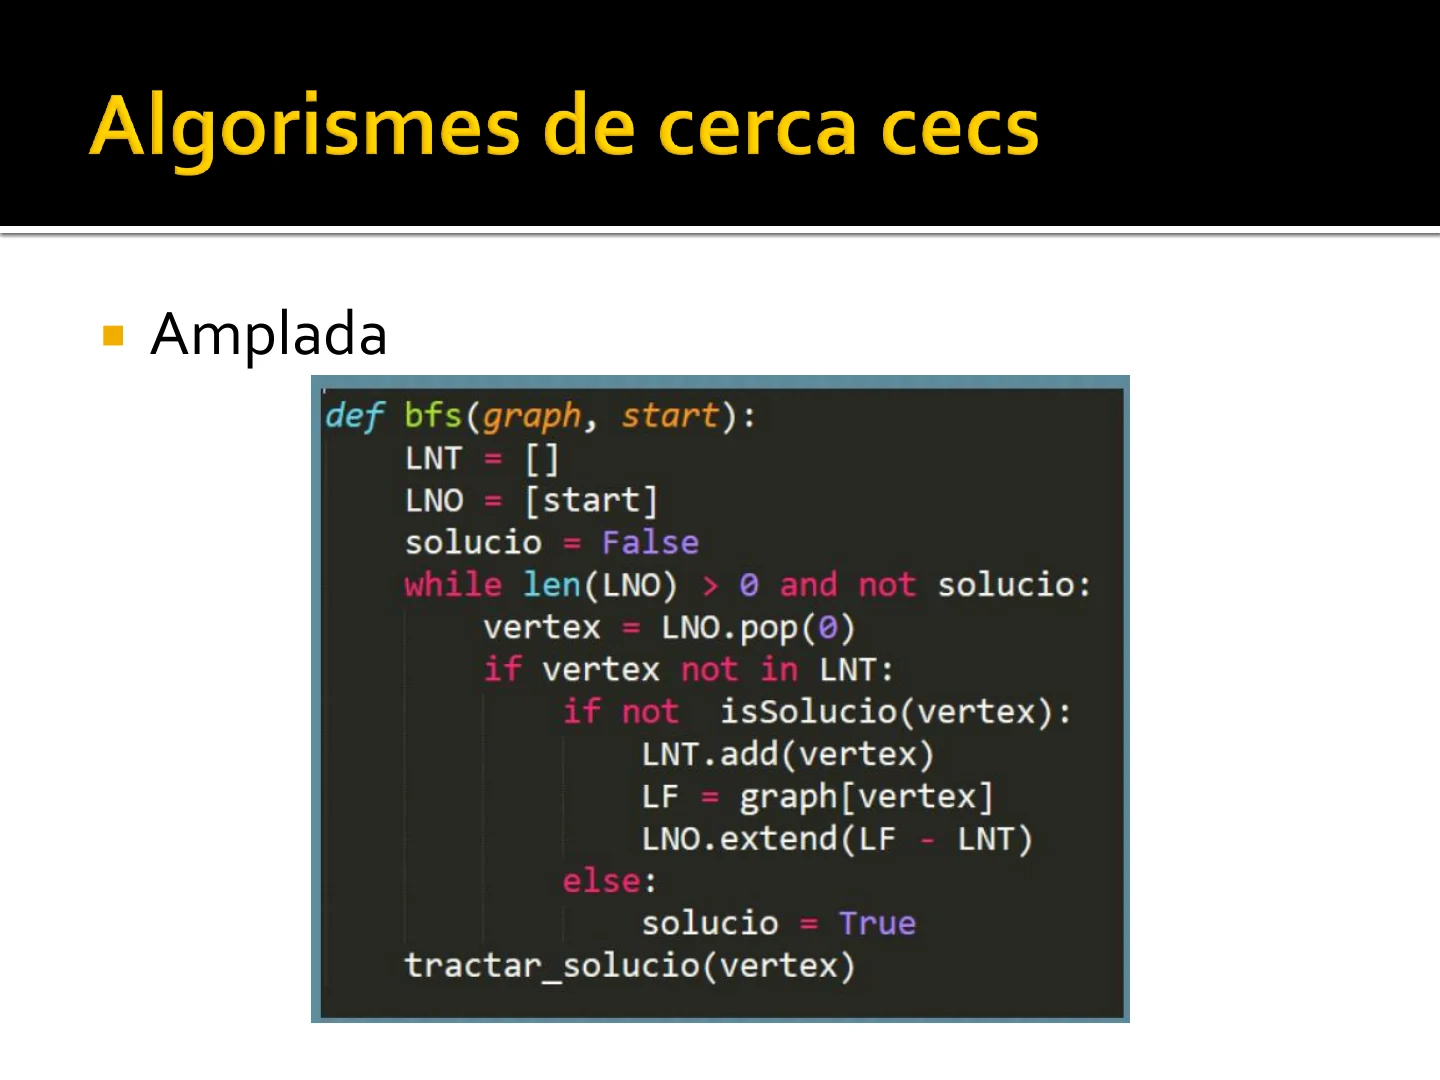 Algorismes de cerca cecs
Amplada
def bfs(graph, start):
    LNT = []
    LNO = [start]
    solucio = False
    while len(LNO) > 0 and not solucio:
        vertex = LNO.pop(0)
        if vertex not in LNT:
            if not  isSolucio(vertex):
                LNT.add(vertex)
                LF = graph[vertex]
                LNO.extend(LF - LNT)
            else:
                solucio = True
    tractar_solucio(vertex)